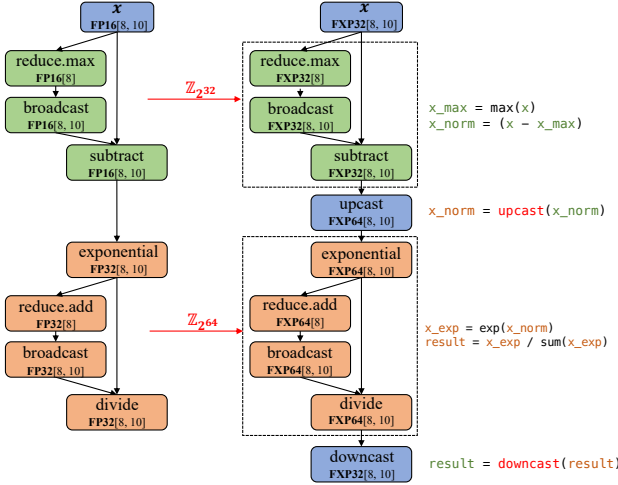 x
FP16[8, 10]
reduce.max
FP16[8]
broadcast
FP16[8, 10]
subtract
FP16[8, 10]
exponential
FP32[8, 10]
reduce.add
FP32[8]
broadcast
FP32[8, 10]
divide
FP32[8, 10]
ℤ_2^32
ℤ_2^64
x
FXP32[8, 10]
reduce.max
FXP32[8]
broadcast
FXP32[8, 10]
subtract
FXP32[8, 10]
upcast
FXP64[8, 10]
exponential
FXP64[8, 10]
reduce.add
FXP64[8]
broadcast
FXP64[8, 10]
divide
FXP64[8, 10]
downcast
FXP32[8, 10]
x_max = max(x)
x_norm = (x - x_max)
x_norm = upcast(x_norm)
x_exp = exp(x_norm)
result = x_exp / sum(x_exp)
result = downcast(result)